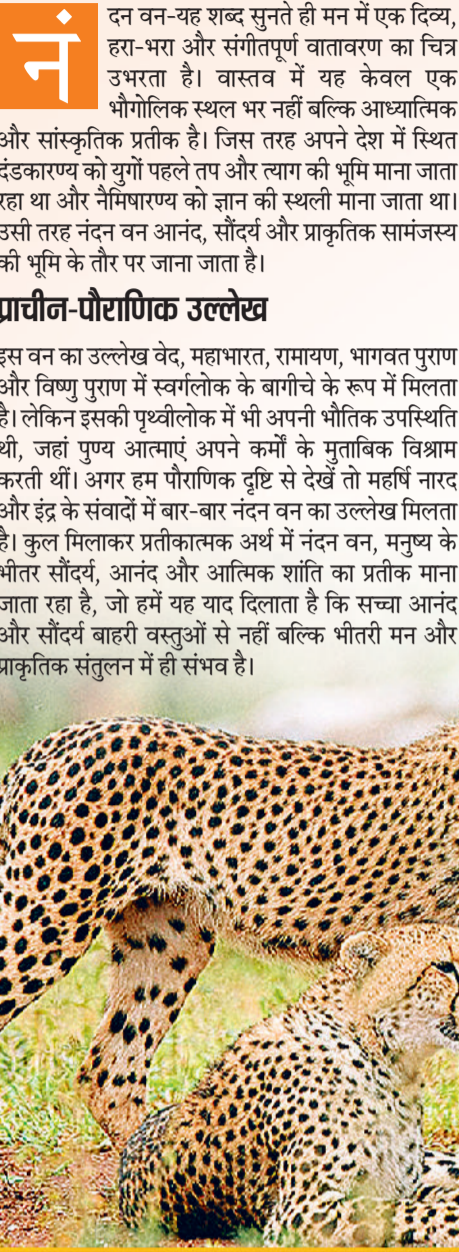 नं
दन वन-यह शब्द सुनते ही मन में एक दिव्य,
हरा-भरा और संगीतपूर्ण वातावरण का चित्र
उभरता है। वास्तव में यह केवल एक
भौगोलिक स्थल भर नहीं बल्कि आध्यात्मिक
और सांस्कृतिक प्रतीक है। जिस तरह अपने देश में स्थित
दंडकारण्य को युगों पहले तप और त्याग की भूमि माना जाता
रहा था और नैमिषारण्य को ज्ञान की स्थली माना जाता था।
उसी तरह नंदन वन आनंद, सौंदर्य और प्राकृतिक सामंजस्य
की भूमि के तौर पर जाना जाता है।
प्राचीन-पौराणिक उल्लेख
इस वन का उल्लेख वेद, महाभारत, रामायण, भागवत पुराण
और विष्णु पुराण में स्वर्गलोक के बागीचे के रूप में मिलता
है। लेकिन इसकी पृथ्वीलोक में भी अपनी भौतिक उपस्थिति
थी, जहां पुण्य आत्माएं अपने कर्मों के मुताबिक विश्राम
करती थीं। अगर हम पौराणिक दृष्टि से देखें तो महर्षि नारद
और इंद्र के संवादों में बार-बार नंदन वन का उल्लेख मिलता
है। कुल मिलाकर प्रतीकात्मक अर्थ में नंदन वन, मनुष्य के
भीतर सौंदर्य, आनंद और आत्मिक शांति का प्रतीक माना
जाता रहा है, जो हमें यह याद दिलाता है कि सच्चा आनंद
और सौंदर्य बाहरी वस्तुओं से नहीं बल्कि भीतरी मन और
प्राकृतिक संतुलन में ही संभव है।